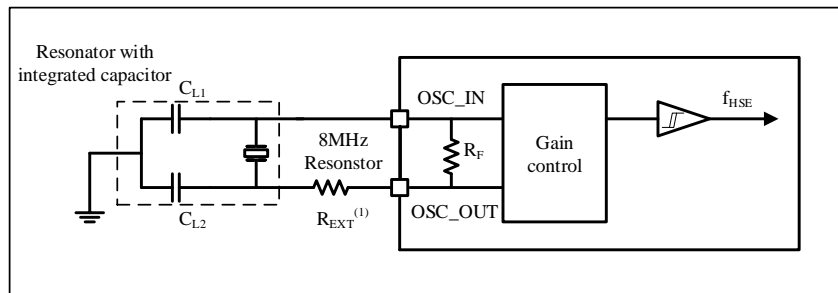 Resonator with
integrated capacitor
CL1
OSC_IN
fHSE
8MHz
Resonstor
RF
Gain
control
CL2
REXT(1)
OSC_OUT